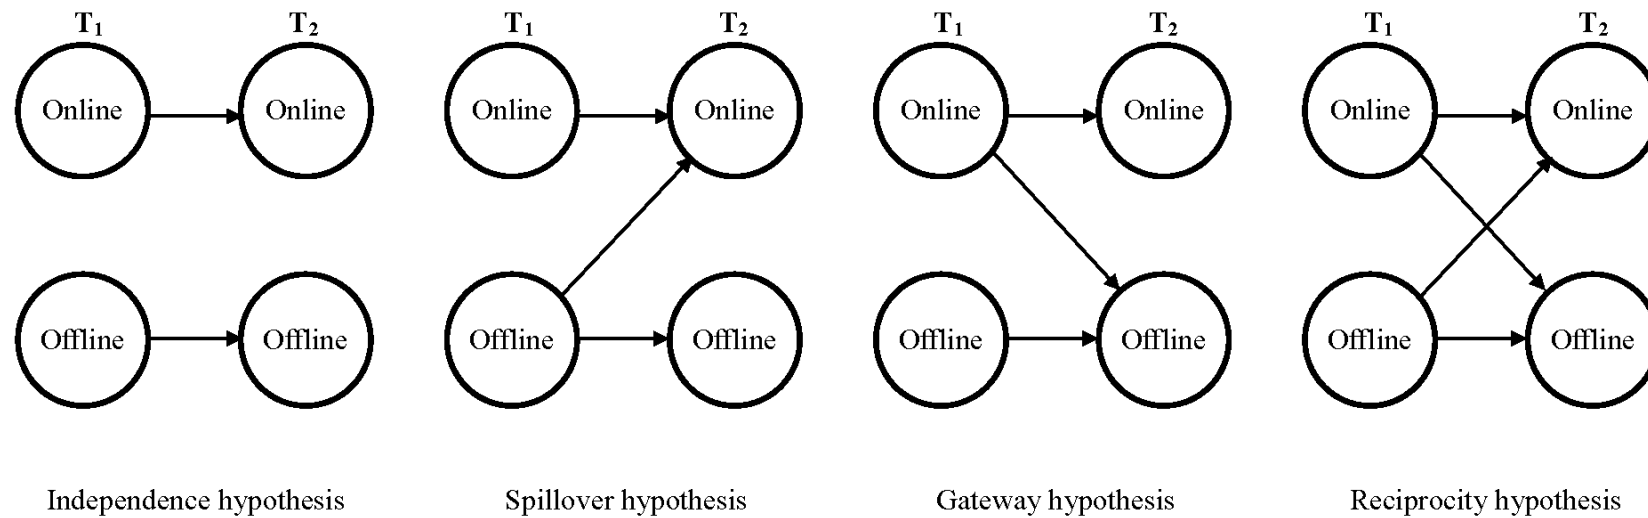 T1 T2 T1 T2 T1 T2 T1 T2
Online Online Online Online Online Online Online Online
Offline Offline Offline Offline Offline Offline Offline Offline
Independence hypothesis Spillover hypothesis Gateway hypothesis Reciprocity hypothesis